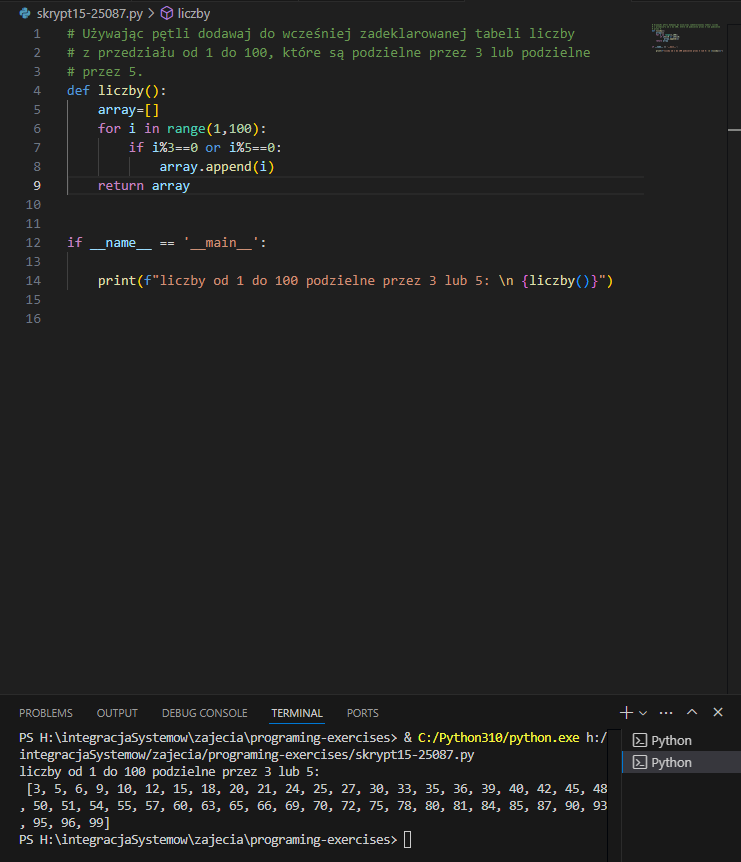 skrypt15-25087.py > liczby
1 # Używając pętli dodawaj do wcześniej zadeklarowanej tabeli liczby
2 # z przedziału od 1 do 100, które są podzielne przez 3 lub podzielne
3 # przez 5.
4 def liczby():
5     array=[]
6     for i in range(1,100):
7         if i%3==0 or i%5==0:
8             array.append(i)
9     return array
10
11
12 if __name__ == '__main__':
13
14     print(f"liczby od 1 do 100 podzielne przez 3 lub 5: \n {liczby()}")
15
16
PROBLEMS OUTPUT DEBUG CONSOLE TERMINAL PORTS
PS H:\integracjaSystemow\zajecia\programing-exercises> & C:/Python310/python.exe h:/
integracjaSystemow/zajecia/programing-exercises/skrypt15-25087.py
liczby od 1 do 100 podzielne przez 3 lub 5:
 [3, 5, 6, 9, 10, 12, 15, 18, 20, 21, 24, 25, 27, 30, 33, 35, 36, 39, 40, 42, 45, 48
, 50, 51, 54, 55, 57, 60, 63, 65, 66, 69, 70, 72, 75, 78, 80, 81, 84, 85, 87, 90, 93
, 95, 96, 99]
PS H:\integracjaSystemow\zajecia\programing-exercises>
Python
Python